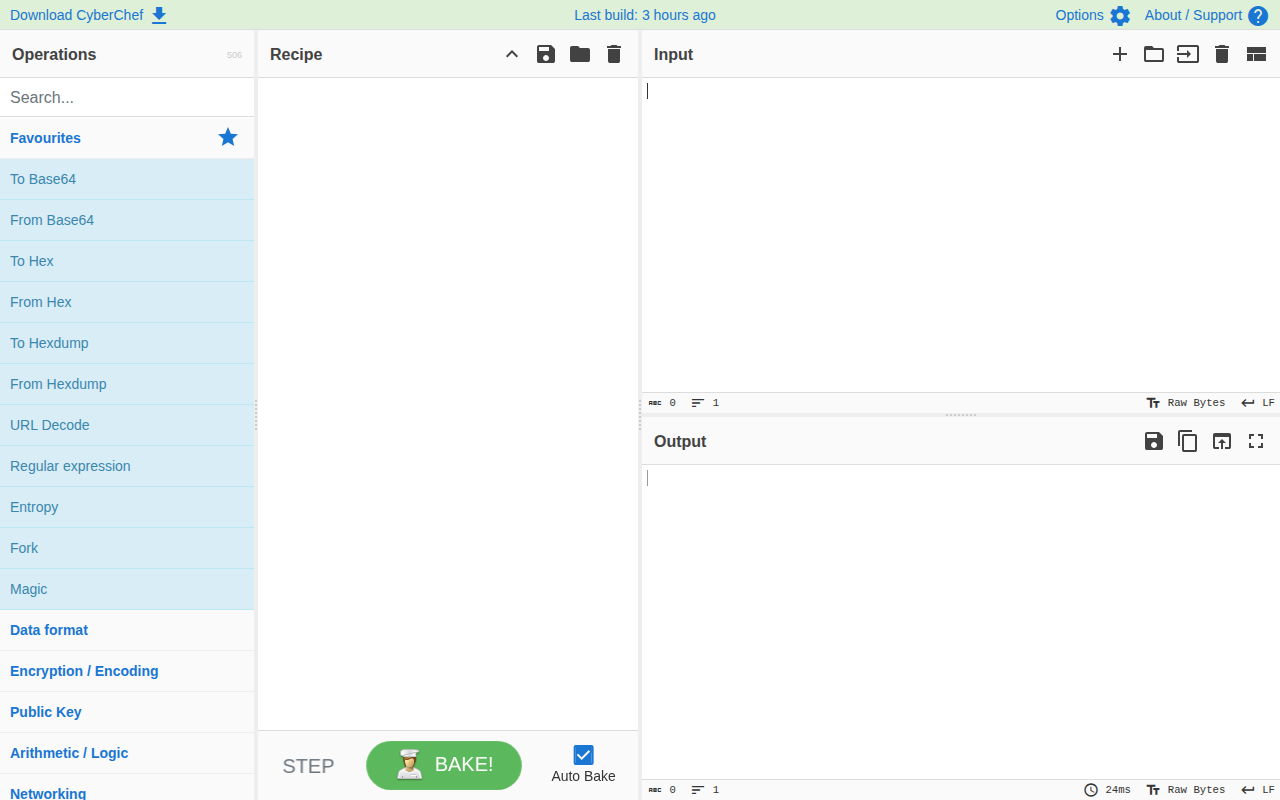 Download CyberChef
Last build: 3 hours ago
Options
About / Support
Operations
506
Recipe
Input
Search...
Favourites
To Base64
From Base64
To Hex
From Hex
To Hexdump
From Hexdump
URL Decode
Regular expression
Entropy
Fork
Magic
Data format
Encryption / Encoding
Public Key
Arithmetic / Logic
Networking
STEP
BAKE!
Auto Bake
ABC 0 1
Raw Bytes
LF
Output
ABC 0 1
24ms
Raw Bytes
LF